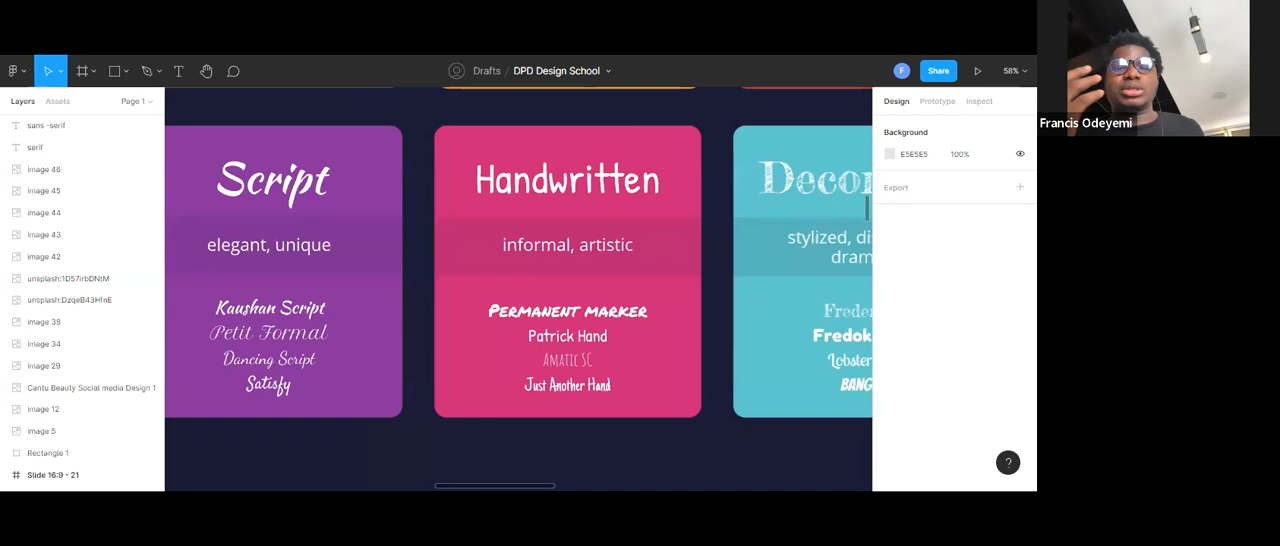 Drafts / DPD Design School
F
Share
58%
Layers
Assets
Page 1
sans -serif
serif
image 46
image 45
image 44
image 43
image 42
unsplash:1D57irbDNtM
unsplash:DzqeB43HfnE
image 38
image 34
image 29
Cantu Beauty Social media Design 1
image 12
image 5
Rectangle 1
Slide 16:9 - 21
Script
elegant, unique
Kaushan Script
Petit Formal
Dancing Script
Satisfy
Handwritten
informal, artistic
Permanent Marker
Patrick Hand
Amatic SC
Just Another Hand
Decor
stylized, di
dram
Freder
Fredok
Lobster
BANG
Design
Prototype
Inspect
Background
E5E5E5
100%
Export
?
Francis Odeyemi